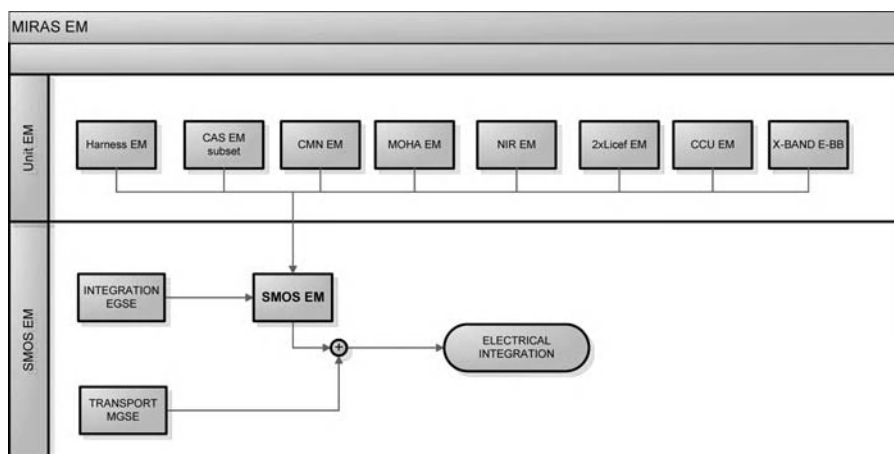 MIRAS EM
Unit EM
Harness EM
CAS EM
subset
CMN EM
MOHA EM
NIR EM
2xLicef EM
CCU EM
X-BAND E-BB
SMOS EM
INTEGRATION
EGSE
SMOS EM
+
ELECTRICAL
INTEGRATION
TRANSPORT
MGSE